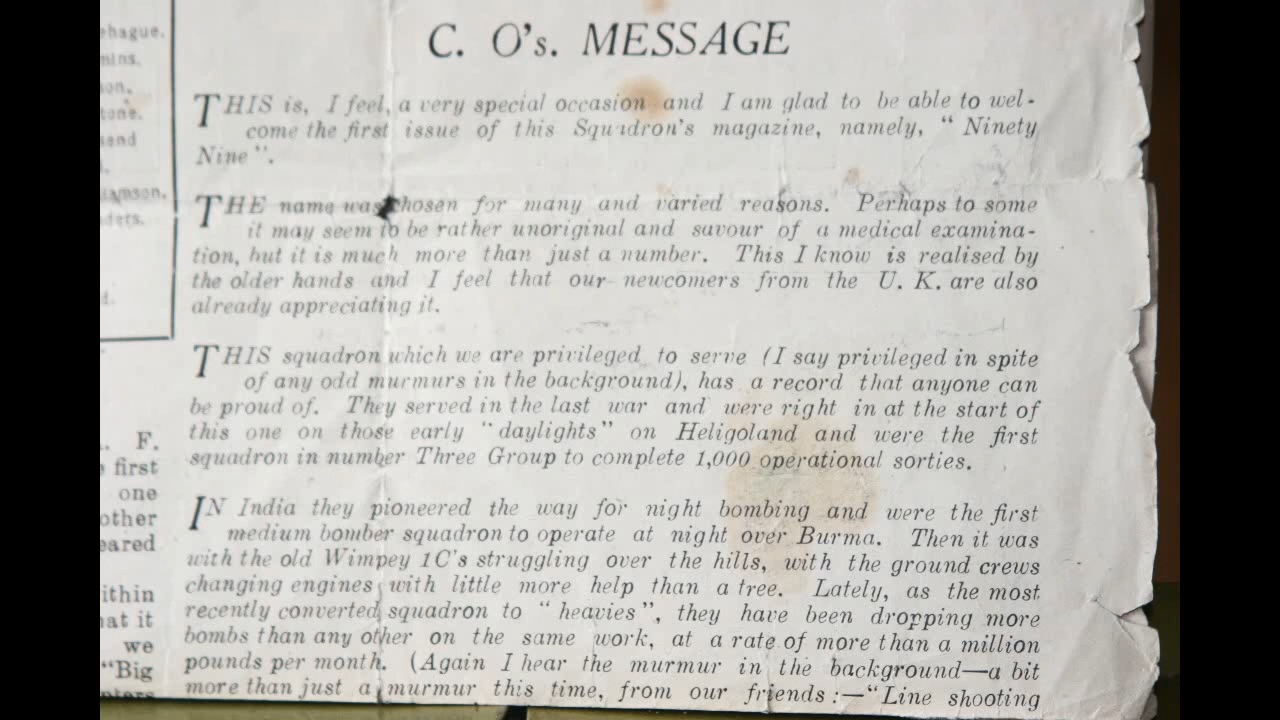 C. O's. MESSAGE
THIS is, I feel, a very special occasion and I am glad to be able to wel-
come the first issue of this Squadron's magazine, namely, " Ninety
Nine ".
THE name was chosen for many and varied reasons. Perhaps to some
it may seem to be rather unoriginal and savour of a medical examina-
tion, but it is much more than just a number. This I know is realised by
the older hands and I feel that our newcomers from the U. K. are also
already appreciating it.
THIS squadron which we are privileged to serve (I say privileged in spite
of any odd murmurs in the background), has a record that anyone can
be proud of. They served in the last war and were right in at the start of
this one on those early "daylights" on Heligoland and were the first
squadron in number Three Group to complete 1,000 operational sorties.
IN India they pioneered the way for night bombing and were the first
medium bomber squadron to operate at night over Burma. Then it was
with the old Wimpey 1C's struggling over the hills, with the ground crews
changing engines with little more help than a tree. Lately, as the most
recently converted squadron to " heavies ", they have been dropping more
bombs than any other on the same work, at a rate of more than a million
pounds per month. (Again I hear the murmur in the background—a bit
more than just a murmur this time, from our friends :—"Line shooting
F.
first
one
other
eared
ithin
at it
we
"Big